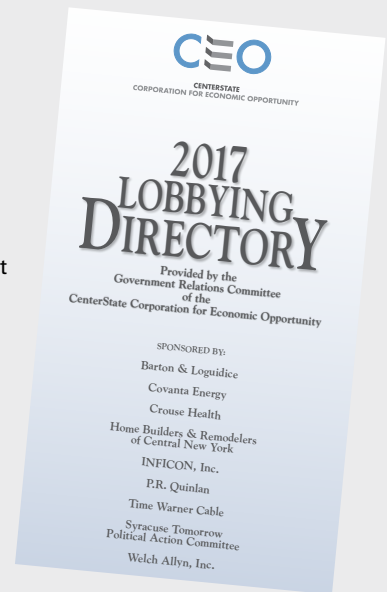 CEO
CENTERSTATE
CORPORATION FOR ECONOMIC OPPORTUNITY
2017
LOBBYING
DIRECTORY
Provided by the
Government Relations Committee
of the
CenterState Corporation for Economic Opportunity
SPONSORED BY:
Barton & Loguidice
Covanta Energy
Crouse Health
Home Builders & Remodelers
of Central New York
INFICON, Inc.
P.R. Quinlan
Time Warner Cable
Syracuse Tomorrow
Political Action Committee
Welch Allyn, Inc.
t